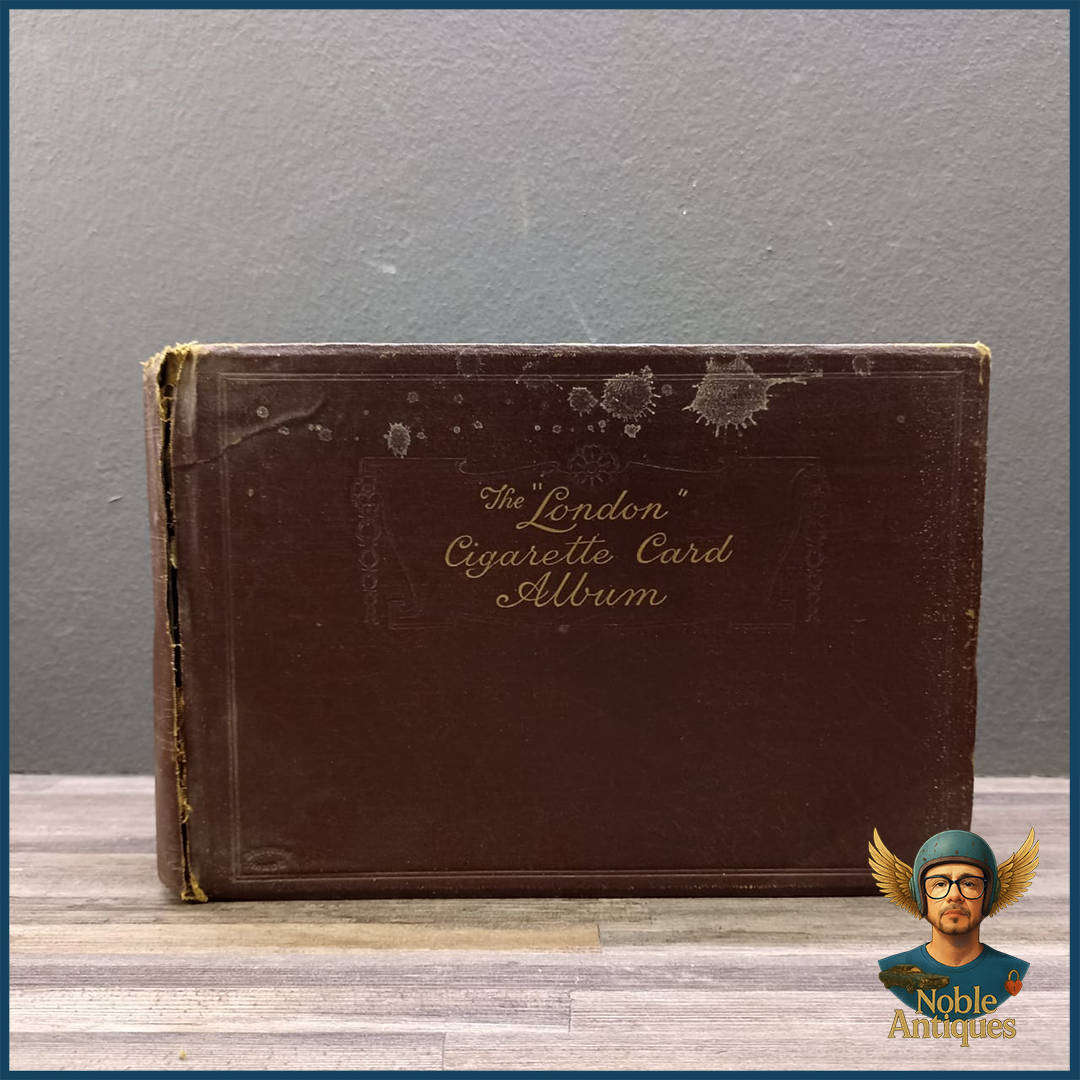 The "London"
Cigarette Card
Album
Noble
Antiques